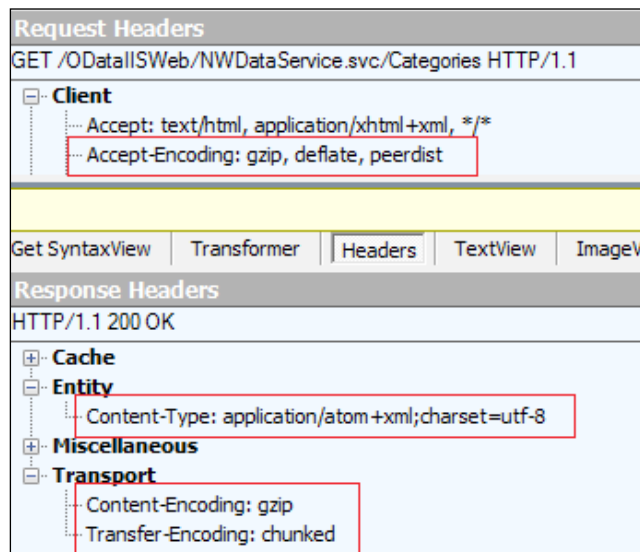 Request Headers
GET /ODataIISWeb/NWDataService.svc/Categories HTTP/1.1
Client
Accept: text/html, application/xhtml+xml, */*
Accept-Encoding: gzip, deflate, peerdist
Get SyntaxView Transformer Headers TextView ImageV
Response Headers
HTTP/1.1 200 OK
Cache
Entity
Content-Type: application/atom+xml;charset=utf-8
Miscellaneous
Transport
Content-Encoding: gzip
Transfer-Encoding: chunked